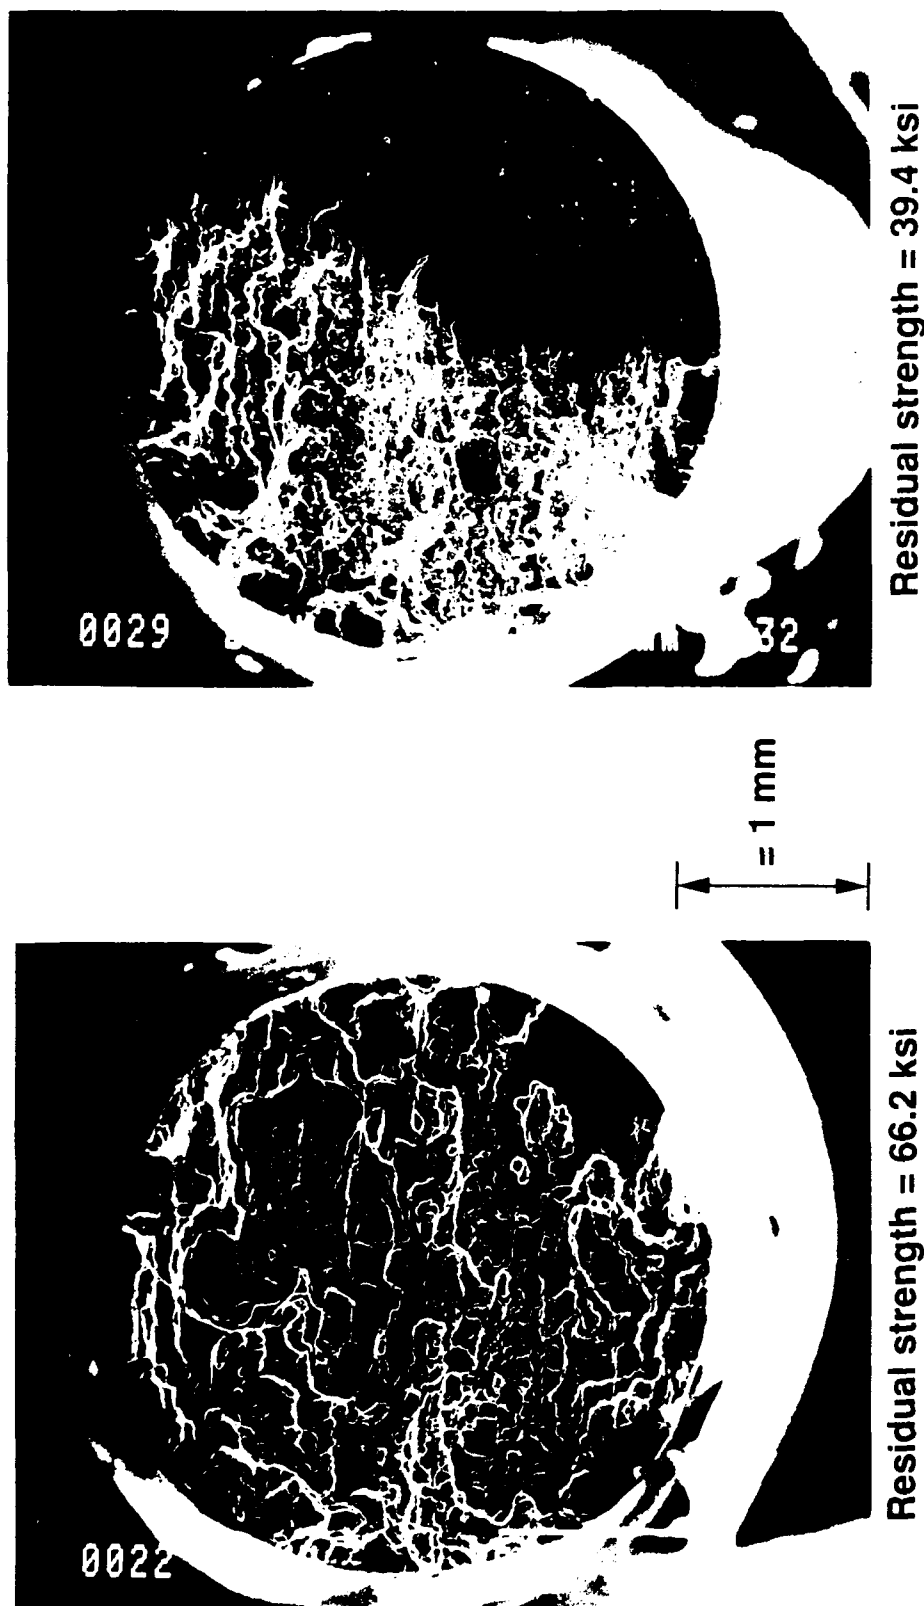 0029
32
Residual strength = 39.4 ksi
= 1 mm
0022
Residual strength = 66.2 ksi